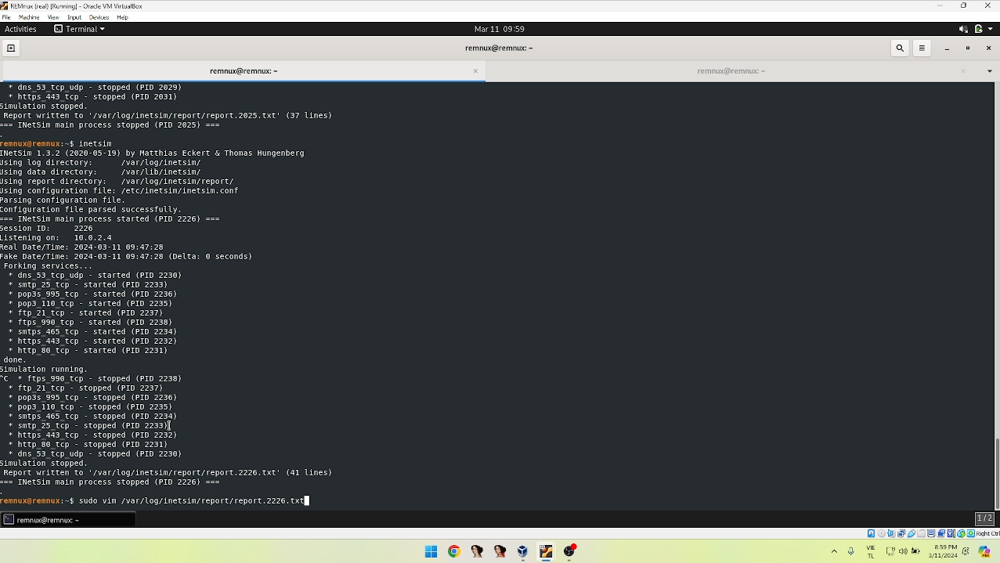 REMnux (real) [Running] - Oracle VM VirtualBox
File Machine View Input Devices Help
Activities Terminal Mar 11 09:59
remnux@remnux: ~
remnux@remnux: ~ remnux@remnux: ~
* dns_53_tcp_udp - stopped (PID 2029)
* https_443_tcp - stopped (PID 2031)
Simulation stopped.
Report written to '/var/log/inetsim/report/report.2025.txt' (37 lines)
=== INetSim main process stopped (PID 2025) ===
.
remnux@remnux:~$ inetsim
INetSim 1.3.2 (2020-05-19) by Matthias Eckert & Thomas Hungenberg
Using log directory: /var/log/inetsim/
Using data directory: /var/lib/inetsim/
Using report directory: /var/log/inetsim/report/
Using configuration file: /etc/inetsim/inetsim.conf
Parsing configuration file.
Configuration file parsed successfully.
=== INetSim main process started (PID 2226) ===
Session ID: 2226
Listening on: 10.0.2.4
Real Date/Time: 2024-03-11 09:47:28
Fake Date/Time: 2024-03-11 09:47:28 (Delta: 0 seconds)
Forking services...
* dns_53_tcp_udp - started (PID 2230)
* smtp_25_tcp - started (PID 2233)
* pop3s_995_tcp - started (PID 2236)
* pop3_110_tcp - started (PID 2235)
* ftp_21_tcp - started (PID 2237)
* ftps_990_tcp - started (PID 2238)
* smtps_465_tcp - started (PID 2234)
* https_443_tcp - started (PID 2232)
* http_80_tcp - started (PID 2231)
done.
Simulation running.
^C * ftps_990_tcp - stopped (PID 2238)
* ftp_21_tcp - stopped (PID 2237)
* pop3s_995_tcp - stopped (PID 2236)
* pop3_110_tcp - stopped (PID 2235)
* smtps_465_tcp - stopped (PID 2234)
* smtp_25_tcp - stopped (PID 2233)
* https_443_tcp - stopped (PID 2232)
* http_80_tcp - stopped (PID 2231)
* dns_53_tcp_udp - stopped (PID 2230)
Simulation stopped.
Report written to '/var/log/inetsim/report/report.2226.txt' (41 lines)
=== INetSim main process stopped (PID 2226) ===
.
remnux@remnux:~$ sudo vim /var/log/inetsim/report/report.2226.txt
remnux@remnux: ~ 1 / 2
Right Ctrl
VIE 8:59 PM
TL 3/11/2024